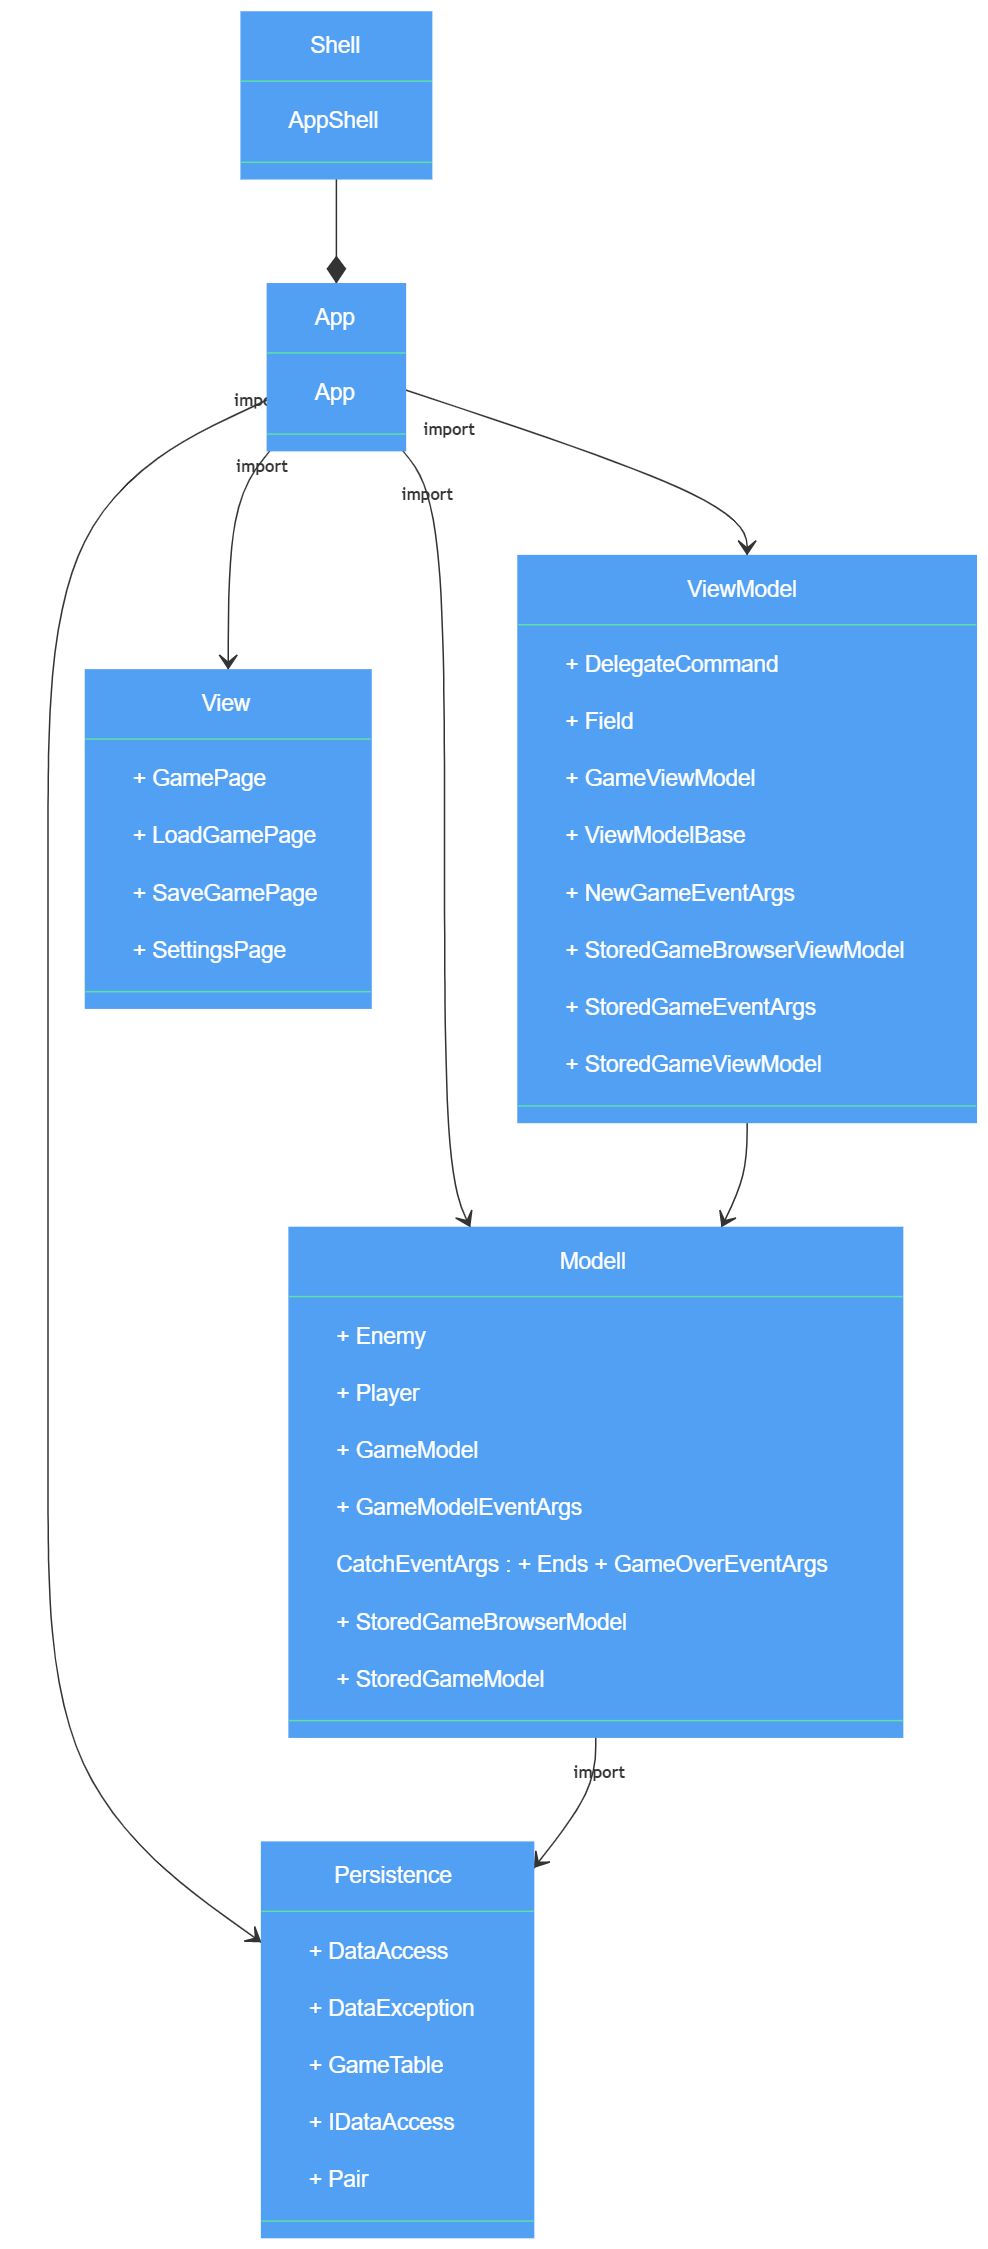 Shell
AppShell
App
App
import
import
import
ViewModel
+ DelegateCommand
+ Field
+ GameViewModel
+ ViewModelBase
+ NewGameEventArgs
+ StoredGameBrowserViewModel
+ StoredGameEventArgs
+ StoredGameViewModel
View
+ GamePage
+ LoadGamePage
+ SaveGamePage
+ SettingsPage
Modell
+ Enemy
+ Player
+ GameModel
+ GameModelEventArgs
CatchEventArgs : + Ends + GameOverEventArgs
+ StoredGameBrowserModel
+ StoredGameModel
import
Persistence
+ DataAccess
+ DataException
+ GameTable
+ IDataAccess
+ Pair